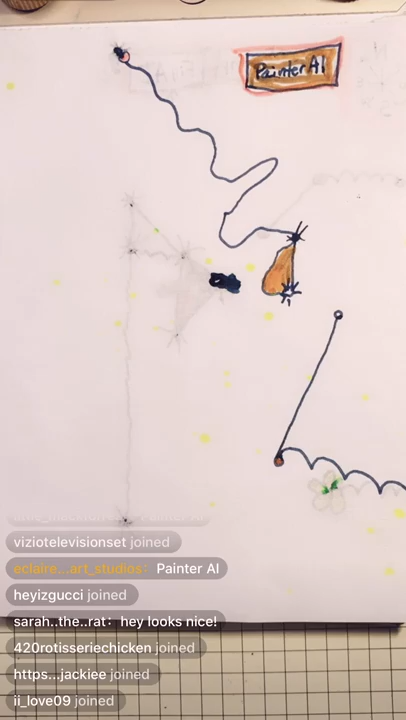 Painter AI
viziotelevisionset joined
eclaire...art_studios: Painter AI
heyizgucci joined
sarah..the..rat: hey looks nice!
420rotisseriechicken joined
https...jackiee joined
ii_love09 joined